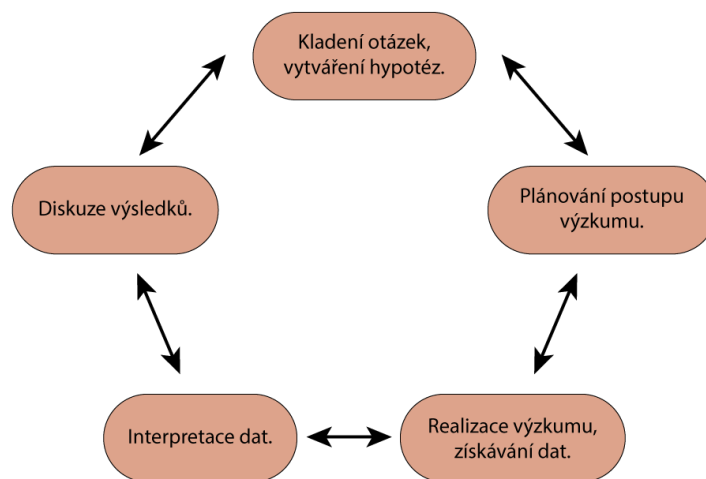 Kladení otázek,
vytváření hypotéz.
Plánování postupu
výzkumu.
Realizace výzkumu,
získávání dat.
Interpretace dat.
Diskuze výsledků.